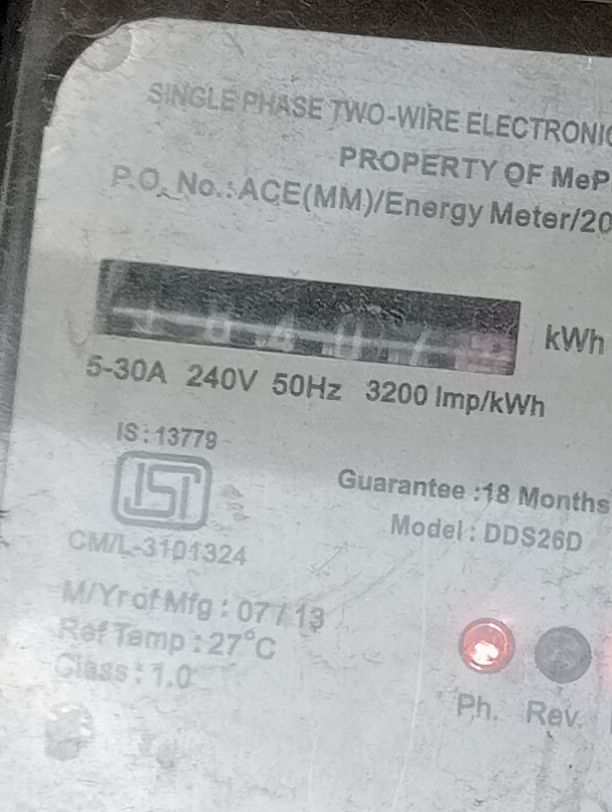 SINGLE PHASE TWO-WIRE ELECTRONIC
PROPERTY OF MeP
P.O. No.:ACE(MM)/Energy Meter/20
kWh
5-30A 240V 50Hz 3200 Imp/kWh
IS:13779
ISI
Guarantee :18 Months
CM/L-3101324
Model : DDS26D
M/Yr of Mfg : 07 / 13
Ref Temp : 27°C
Class : 1.0
Ph. Rev.